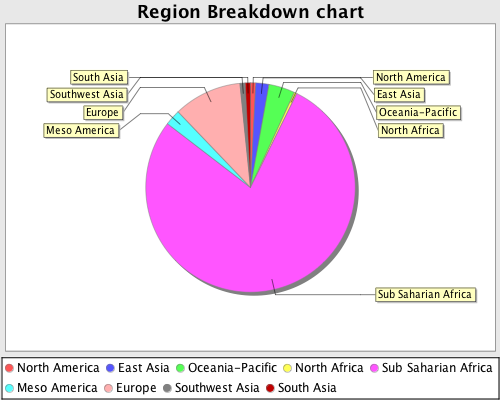 Region Breakdown chart
South Asia
North America
Southwest Asia
East Asia
Europe
Oceania-Pacific
Meso America
North Africa
Sub Saharian Africa
North America East Asia Oceania-Pacific North Africa Sub Saharian Africa
Meso America Europe Southwest Asia South Asia